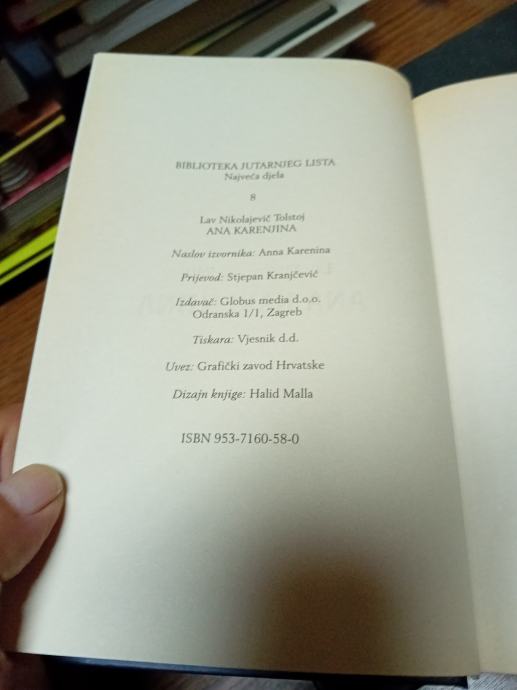 BIBLIOTEKA JUTARNJEG LISTA
Najveća djela
8
Lav Nikolajevič Tolstoj
ANA KARENJINA
Naslov izvornika: Anna Karenina
Prijevod: Stjepan Kranjčević
Izdavač: Globus media d.o.o.
Odranska 1/1, Zagreb
Tiskara: Vjesnik d.d.
Uvez: Grafički zavod Hrvatske
Dizajn knjige: Halid Malla
ISBN 953-7160-58-0